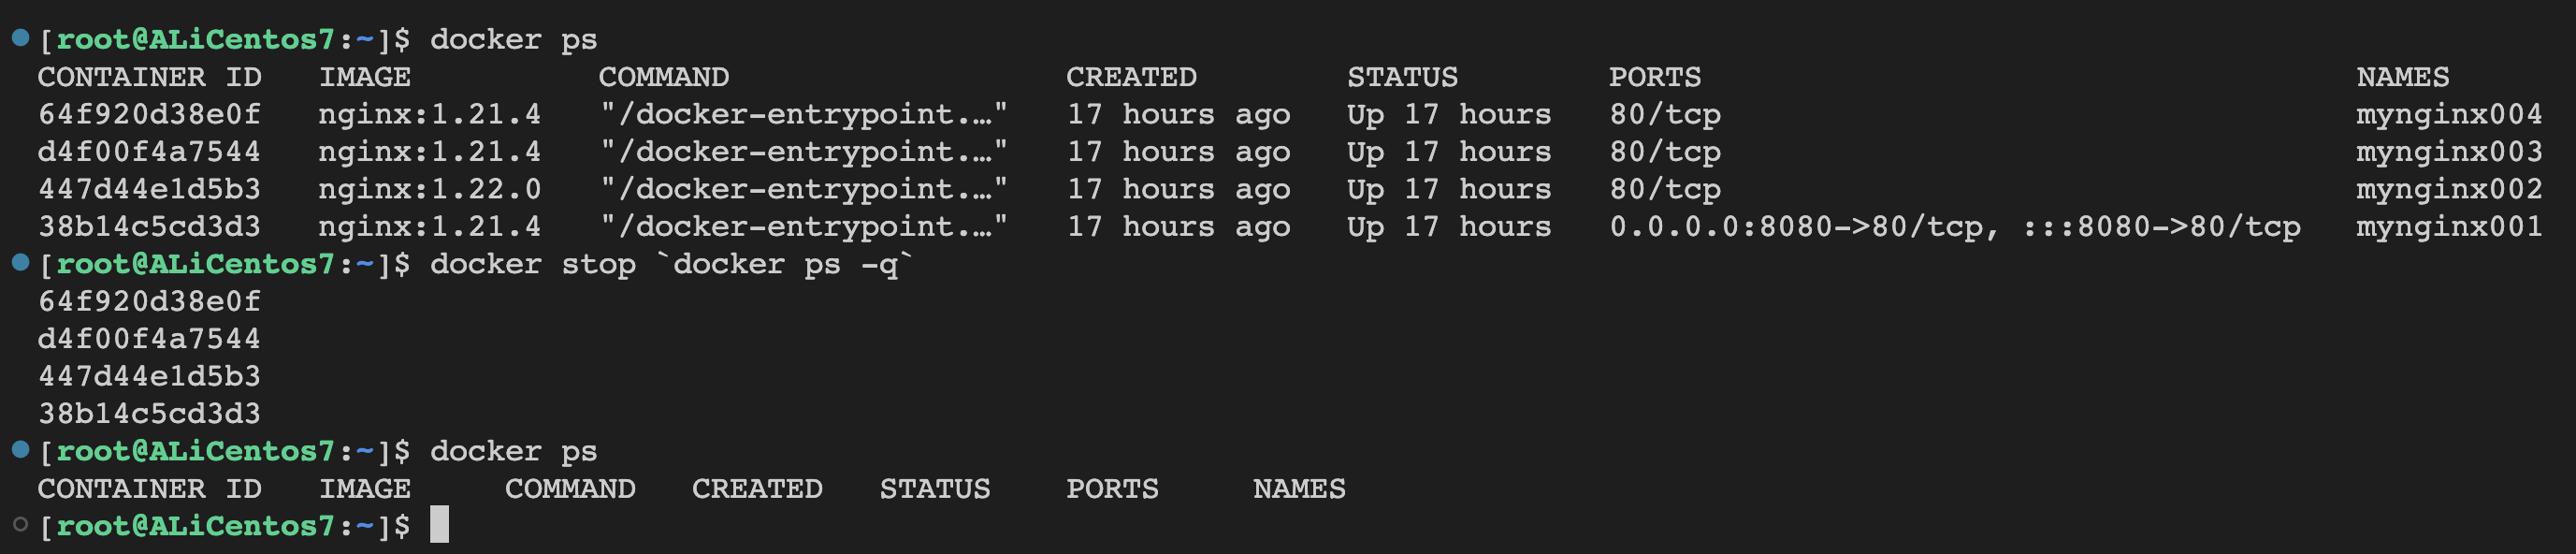 [root@ALiCentos7:~]$ docker ps
CONTAINER ID   IMAGE          COMMAND                  CREATED        STATUS        PORTS                                   NAMES
64f920d38e0f   nginx:1.21.4   "/docker-entrypoint.…"   17 hours ago   Up 17 hours   80/tcp                                  mynginx004
d4f00f4a7544   nginx:1.21.4   "/docker-entrypoint.…"   17 hours ago   Up 17 hours   80/tcp                                  mynginx003
447d44e1d5b3   nginx:1.22.0   "/docker-entrypoint.…"   17 hours ago   Up 17 hours   80/tcp                                  mynginx002
38b14c5cd3d3   nginx:1.21.4   "/docker-entrypoint.…"   17 hours ago   Up 17 hours   0.0.0.0:8080->80/tcp, :::8080->80/tcp   mynginx001
[root@ALiCentos7:~]$ docker stop `docker ps -q`
64f920d38e0f
d4f00f4a7544
447d44e1d5b3
38b14c5cd3d3
[root@ALiCentos7:~]$ docker ps
CONTAINER ID   IMAGE     COMMAND   CREATED   STATUS    PORTS     NAMES
[root@ALiCentos7:~]$